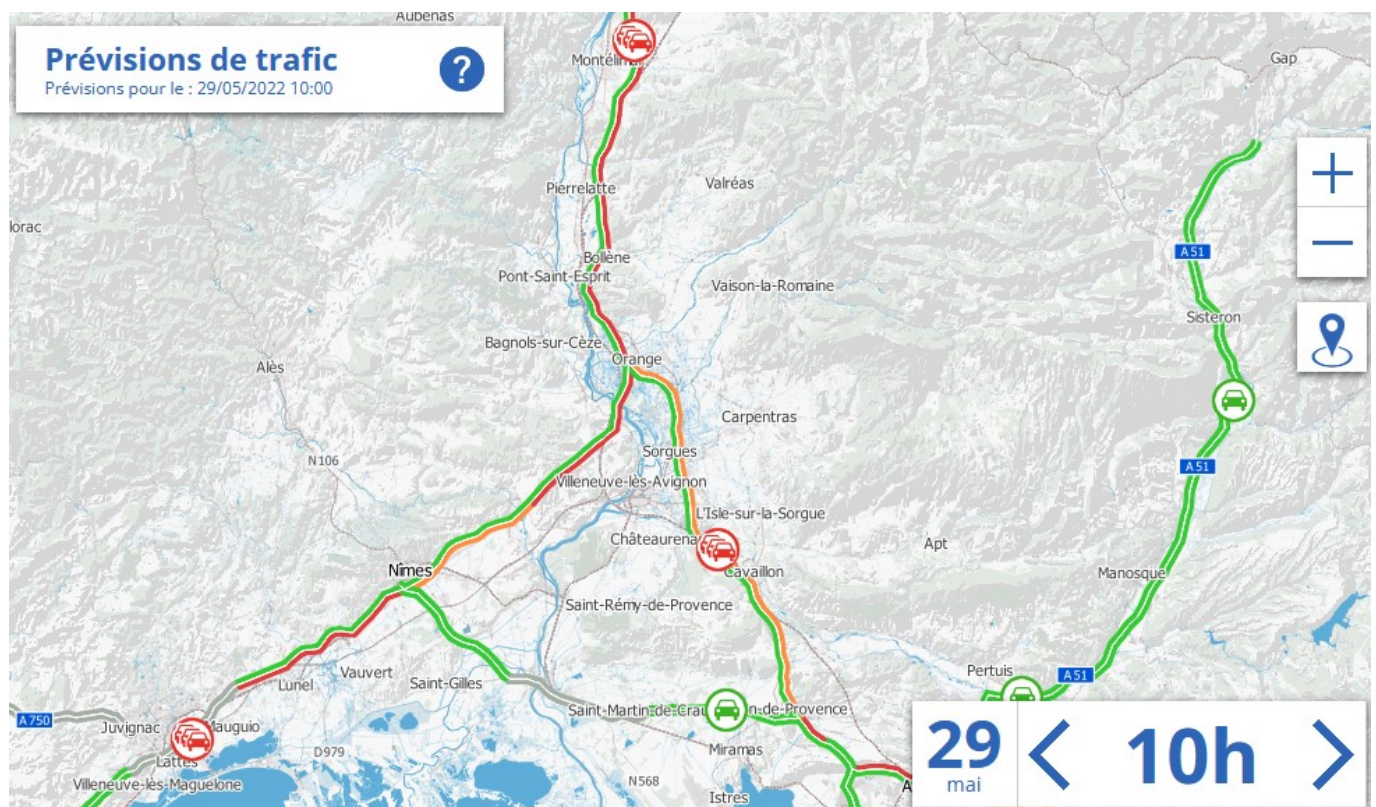 Aubenas
Prévisions de trafic
Prévisions pour le : 29/05/2022 10:00
?
Gap
Pierrelatte
Valréas
+
−
A51
Bollène
Pont-Saint-Esprit
Vaison-la-Romaine
Sisteron
Bagnols-sur-Cèze
Orange
Alès
Carpentras
N106
Sorgues
A51
Villeneuve-lès-Avignon
L'Isle-sur-la-Sorgue
Apt
Cavaillon
Nîmes
Manosque
Saint-Rémy-de-Provence
Pertuis
Vauvert
A51
Lunel
Saint-Gilles
Saint-Martin-de-Crau
n-de-Provence
A750
Juvignac
Mauguio
Miramas
D979
Lattes
N568
Villeneuve-lès-Maguelone
Istres
29
mai
10h